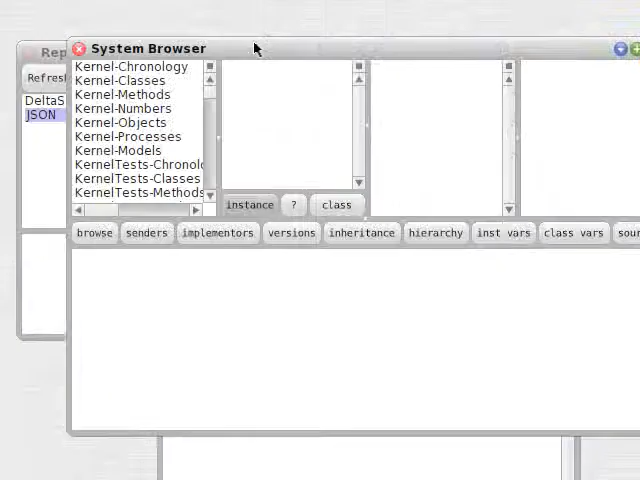 Rep
System Browser
Refresh
DeltaS
JSON
Kernel-Chronology
Kernel-Classes
Kernel-Methods
Kernel-Numbers
Kernel-Objects
Kernel-Processes
Kernel-Models
KernelTests-Chronolo
KernelTests-Classes
KernelTests-Methods
instance ? class
browse senders implementors versions inheritance hierarchy inst vars class vars sour